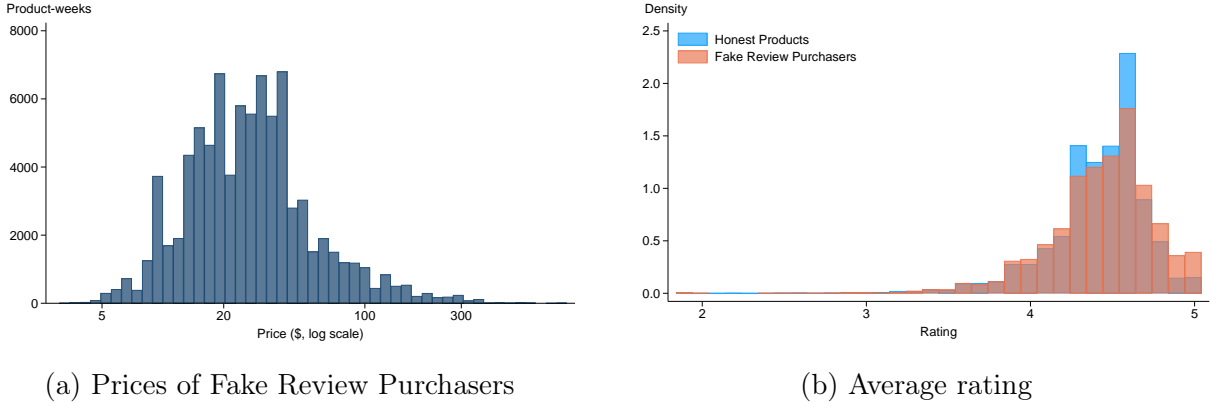 Product-weeks
8000
6000
4000
2000
0
5
20
100
300
Price ($, log scale)
(a) Prices of Fake Review Purchasers
Density
2.5
Honest Products
Fake Review Purchasers
2.0
1.5
1.0
0.5
0.0
2
3
4
5
Rating
(b) Average rating